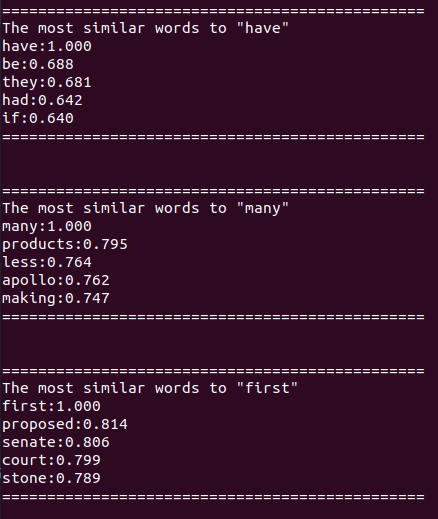 ===============================================
The most similar words to "have"
have:1.000
be:0.688
they:0.681
had:0.642
if:0.640
===============================================
===============================================
The most similar words to "many"
many:1.000
products:0.795
less:0.764
apollo:0.762
making:0.747
===============================================
===============================================
The most similar words to "first"
first:1.000
proposed:0.814
senate:0.806
court:0.799
stone:0.789
===============================================